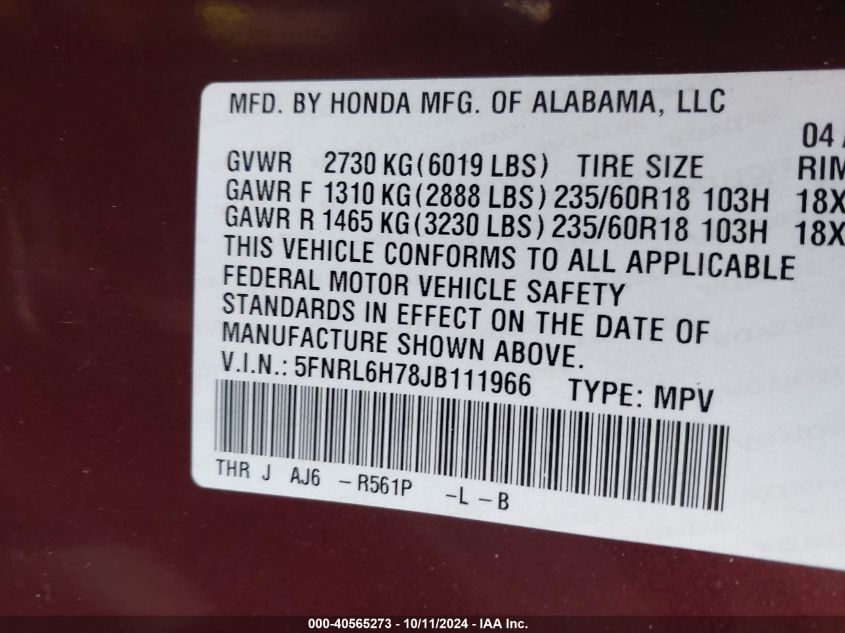 MFD. BY HONDA MFG. OF ALABAMA, LLC
04
GVWR 2730 KG(6019 LBS) TIRE SIZE RIM
GAWR F 1310 KG(2888 LBS) 235/60R18 103H 18X
GAWR R 1465 KG(3230 LBS) 235/60R18 103H 18X
THIS VEHICLE CONFORMS TO ALL APPLICABLE
FEDERAL MOTOR VEHICLE SAFETY
STANDARDS IN EFFECT ON THE DATE OF
MANUFACTURE SHOWN ABOVE.
V.I.N.: 5FNRL6H78JB111966 TYPE: MPV
THR J AJ6 -R561P -L-B
000-40565273 - 10/11/2024 - IAA Inc.